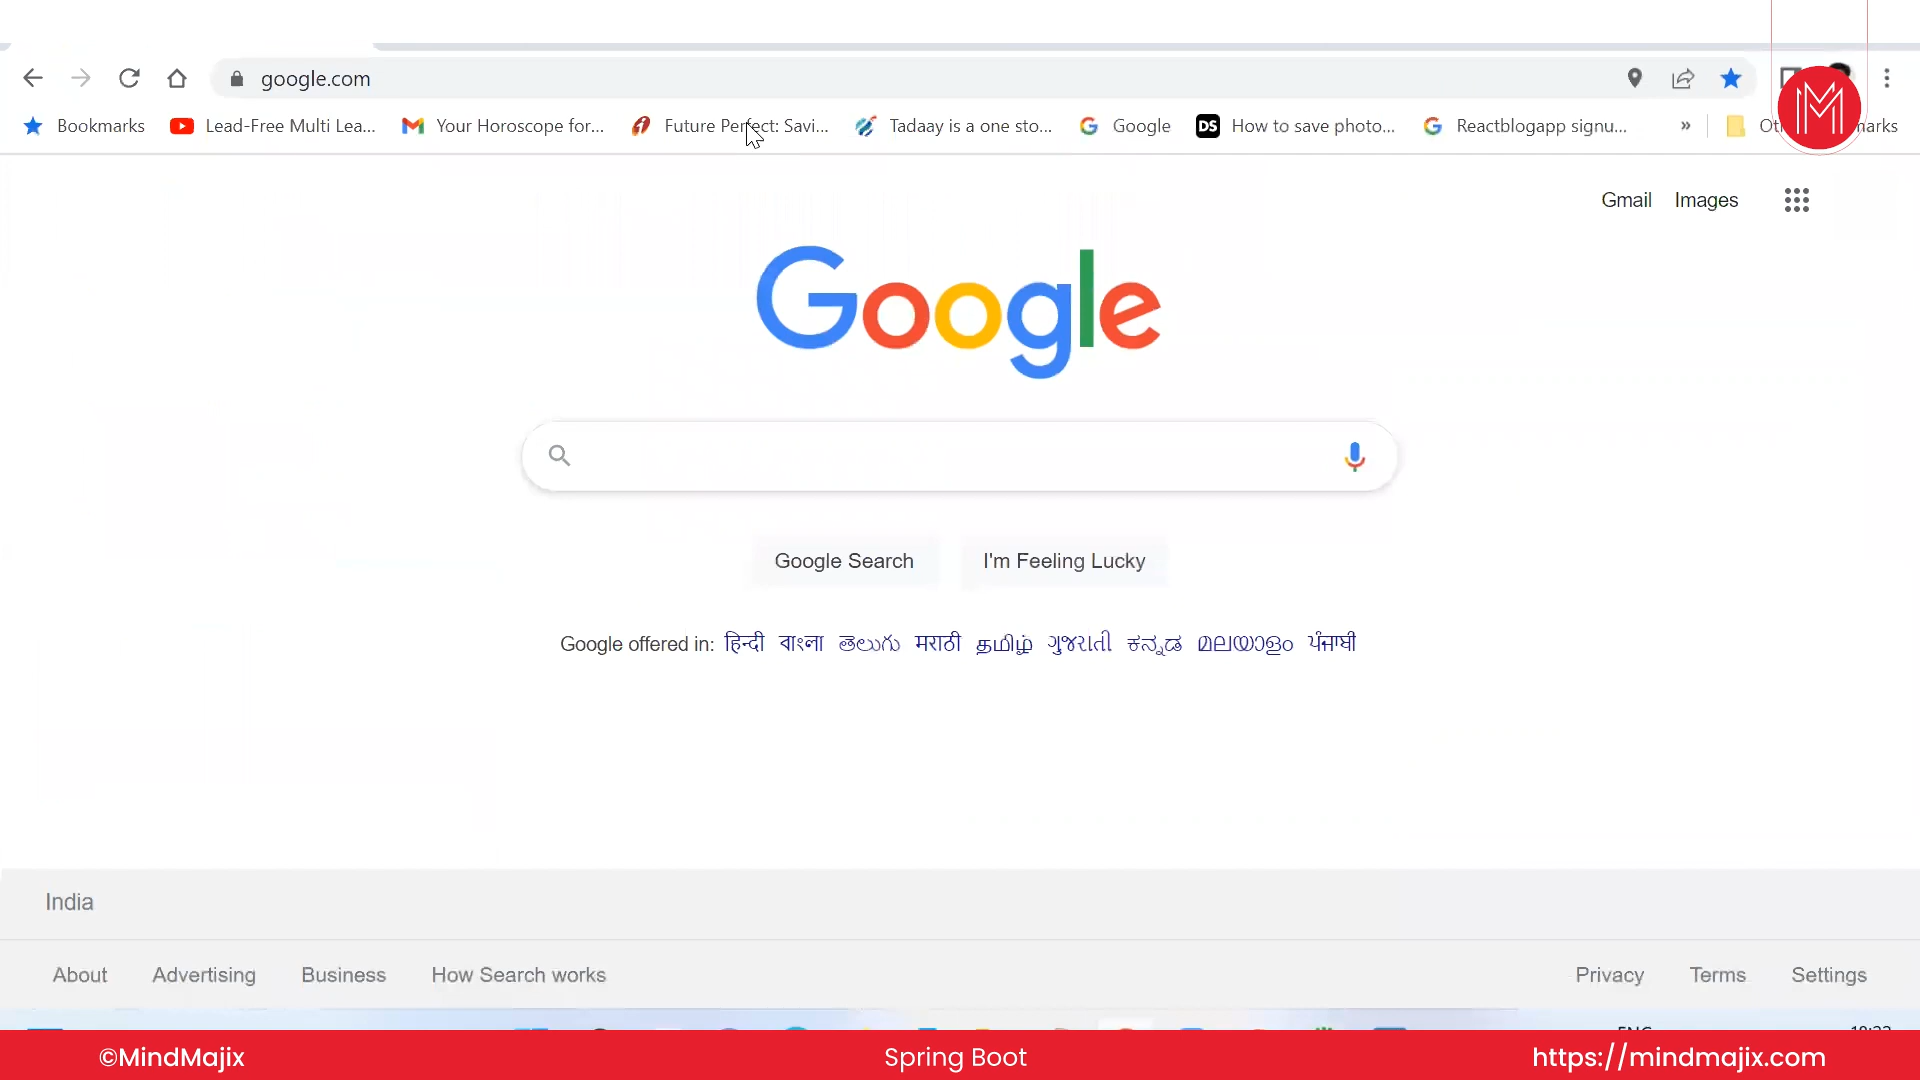 google.com
Bookmarks Lead-Free Multi Lea... Your Horoscope for... Future Perfect: Savi... Tadaay is a one sto... Google DS How to save photo... Reactblogapp signu... »
Gmail Images
Google
Google Search I'm Feeling Lucky
Google offered in: हिन्दी বাংলা తెలుగు मराठी தமிழ் ગુજરાતી ಕನ್ನಡ മലയാളം ਪੰਜਾਬੀ
India
About Advertising Business How Search works Privacy Terms Settings
©MindMajix Spring Boot https://mindmajix.com